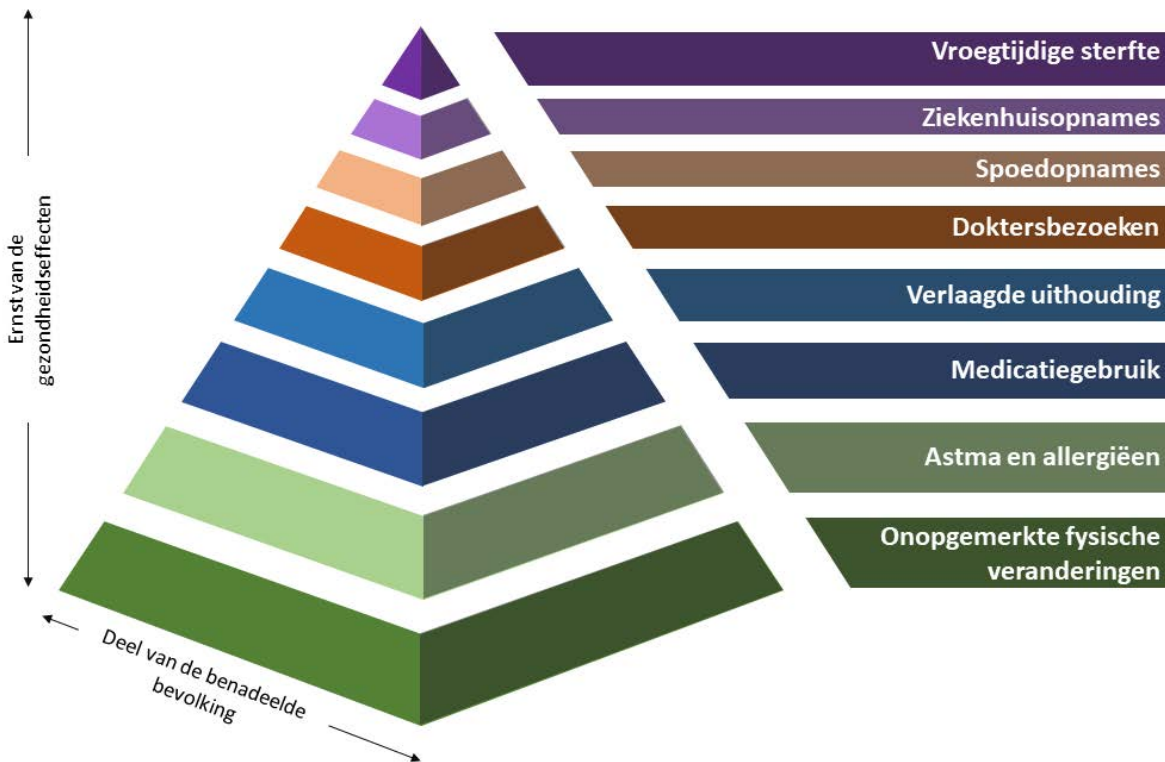 Vroegtijdige sterfte
Ziekenhuisopnames
Spoedopnames
Doktersbezoeken
Verlaagde uithouding
Medicatiegebruik
Astma en allergiëen
Onopgemerkte fysische
veranderingen
Ernst van de
gezondheidseffecten
Deel van de benadeelde
bevolking